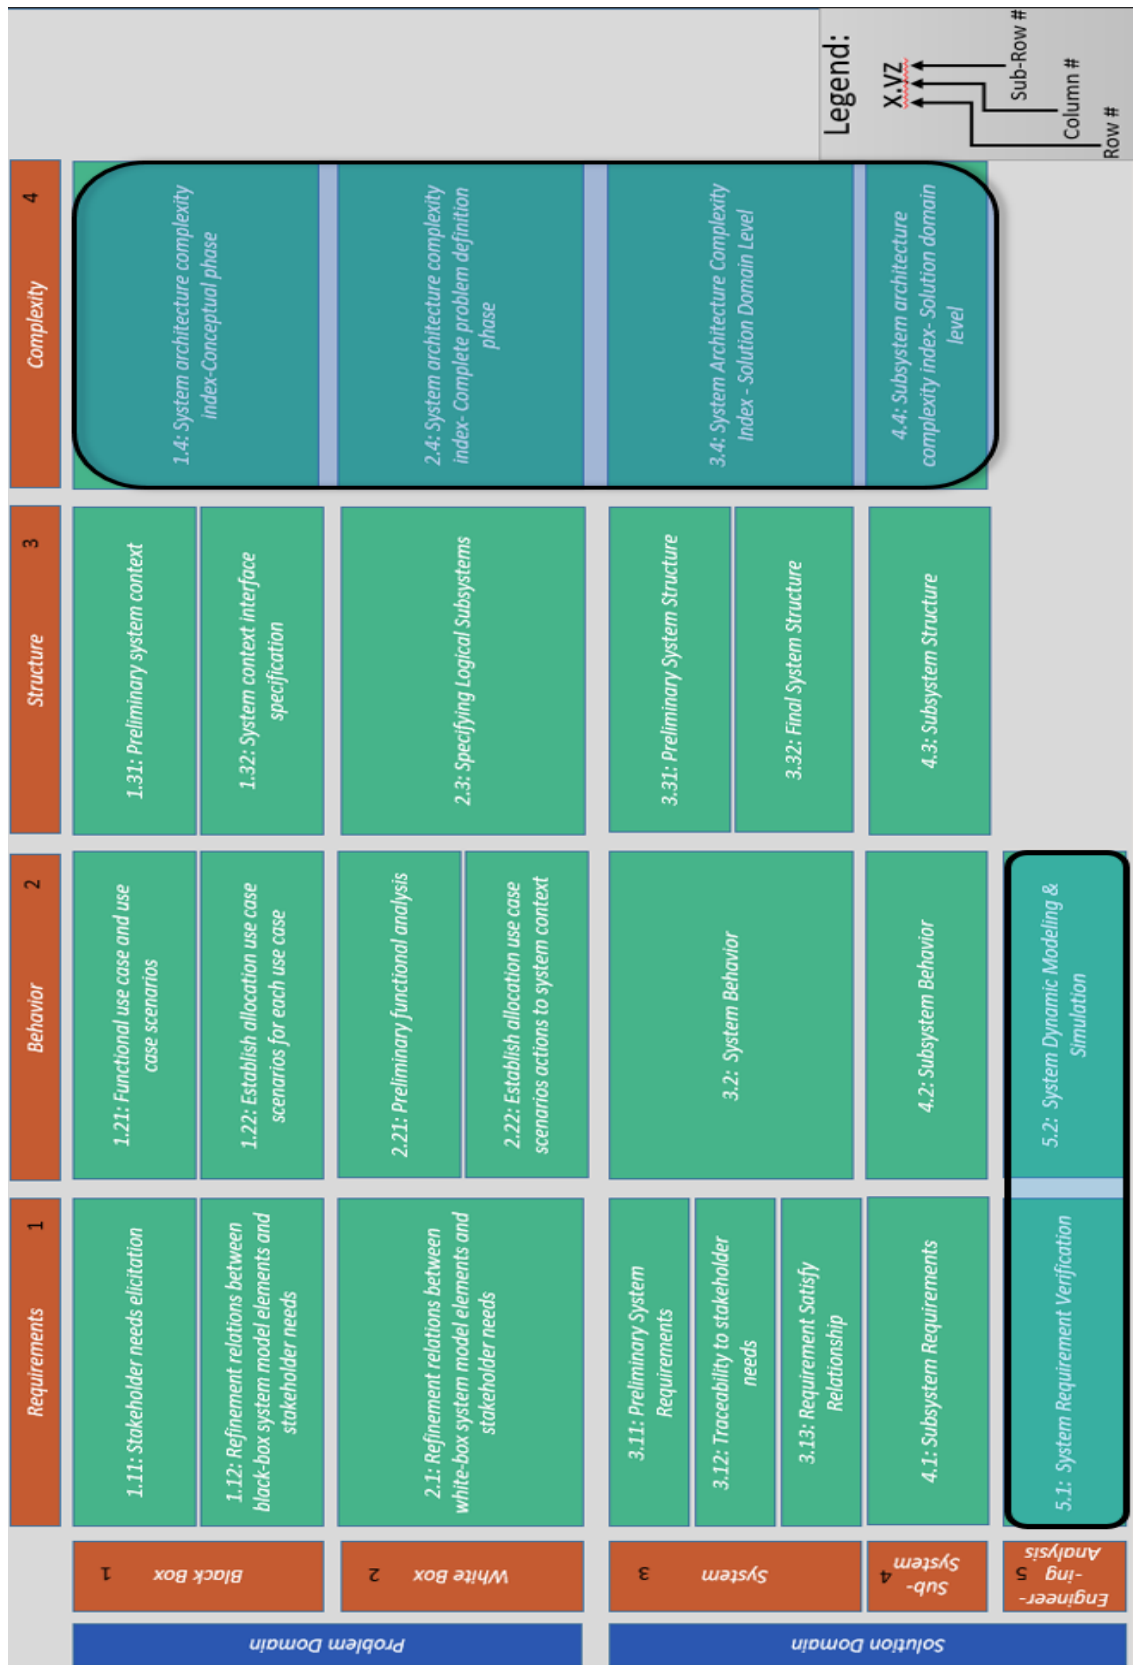 Requirements 1
Behavior 2
Structure 3
Complexity 4
Problem Domain
Black Box 1
1.11: Stakeholder needs elicitation
1.12: Refinement relations between
black-box system model elements and
stakeholder needs
1.21: Functional use case and use
case scenarios
1.22: Establish allocation use case
scenarios for each use case
1.31: Preliminary system context
1.32: System context interface
specification
1.4: System architecture complexity
index-Conceptual phase
White Box 2
2.1: Refinement relations between
white-box system model elements and
stakeholder needs
2.21: Preliminary functional analysis
2.22: Establish allocation use case
scenarios actions to system context
2.3: Specifying Logical Subsystems
2.4: System architecture complexity
index- Complete problem definition
phase
Solution Domain
System 3
3.11: Preliminary System
Requirements
3.12: Traceability to stakeholder
needs
3.13: Requirement Satisfy
Relationship
3.2: System Behavior
3.31: Preliminary System Structure
3.32: Final System Structure
3.4: System Architecture Complexity
Index - Solution Domain Level
Sub-
System 4
4.1: Subsystem Requirements
4.2: Subsystem Behavior
4.3: Subsystem Structure
4.4: Subsystem architecture
complexity index- Solution domain
level
Engineer-
-ing 5
Analysis
5.1: System Requirement Verification
5.2: System Dynamic Modeling &
Simulation
Legend:
X.VZ
Sub-Row #
Column #
Row #